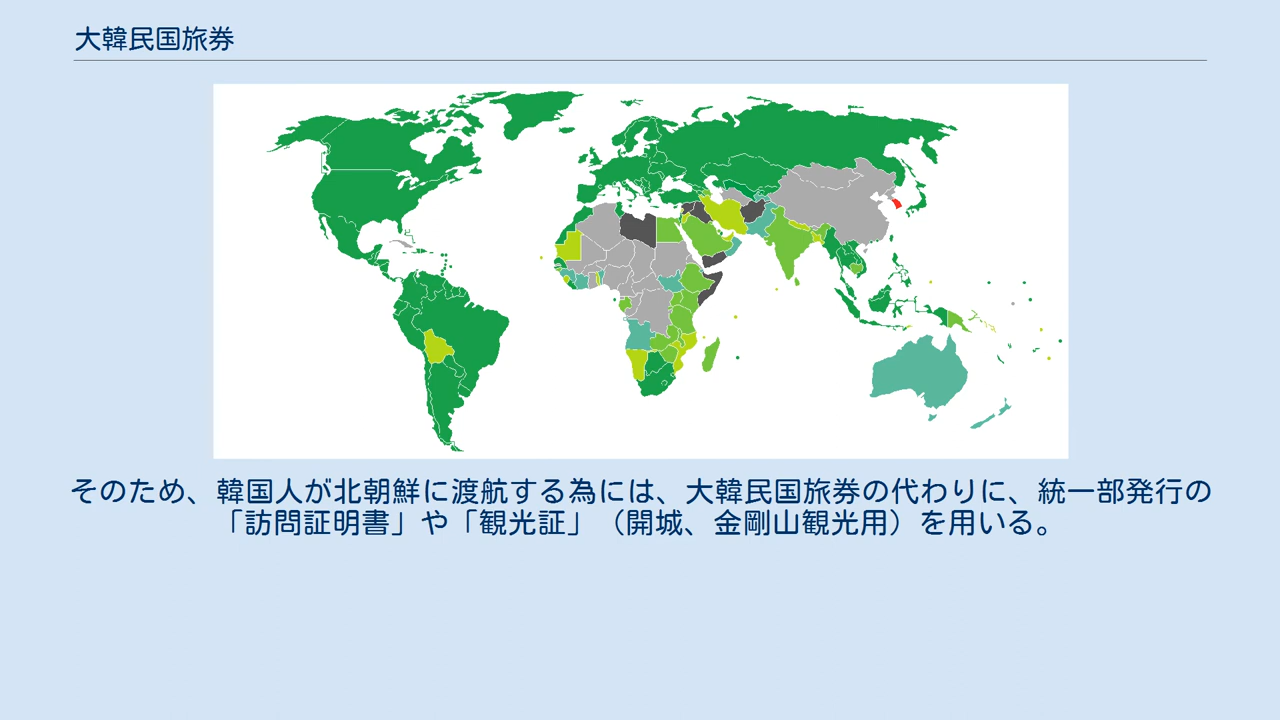 大韓民国旅券
そのため、韓国人が北朝鮮に渡航する為には、大韓民国旅券の代わりに、統一部発行の
「訪問証明書」や「観光証」（開城、金剛山観光用）を用いる。